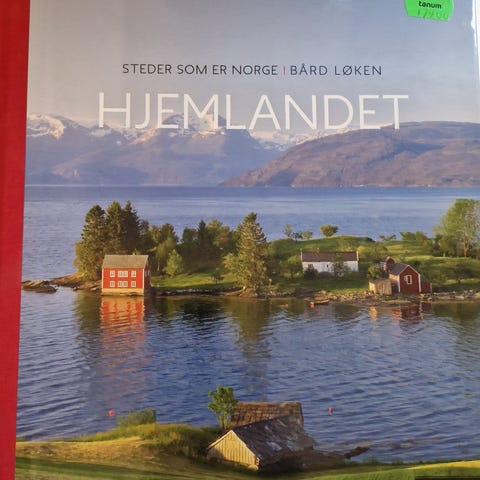 tanum
STEDER SOM ER NORGE | BÅRD LØKEN
HJEMLANDET